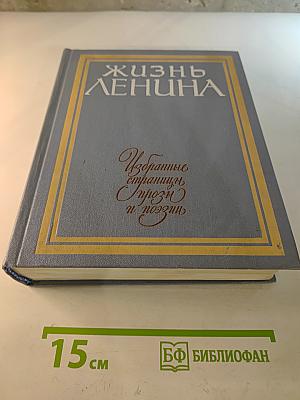 ЖИЗНЬ
ЛЕНИНА
Избранные
страницы
прозы
и поэзии
15 см
БФ БИБЛИОФАН